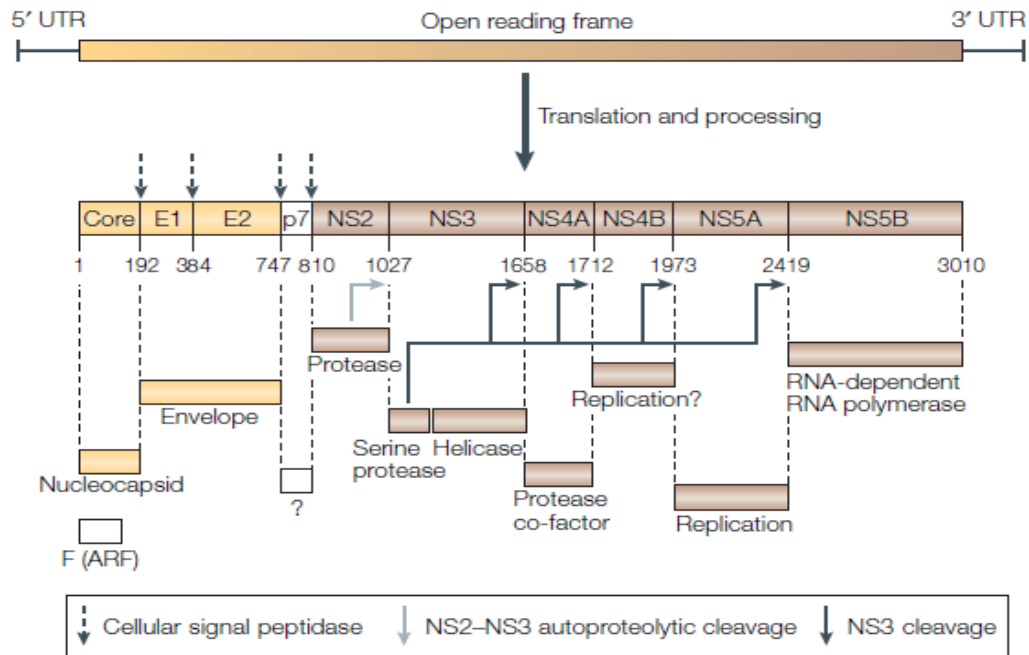 5′ UTR Open reading frame 3′ UTR
Translation and processing
Core E1 E2 p7 NS2 NS3 NS4A NS4B NS5A NS5B
1 192 384 747 810 1027 1658 1712 1973 2419 3010
Protease
Envelope
Nucleocapsid
F (ARF)
?
Serine
protease
Helicase
Protease
co-factor
Replication?
Replication
RNA-dependent
RNA polymerase
Cellular signal peptidase NS2–NS3 autoproteolytic cleavage NS3 cleavage